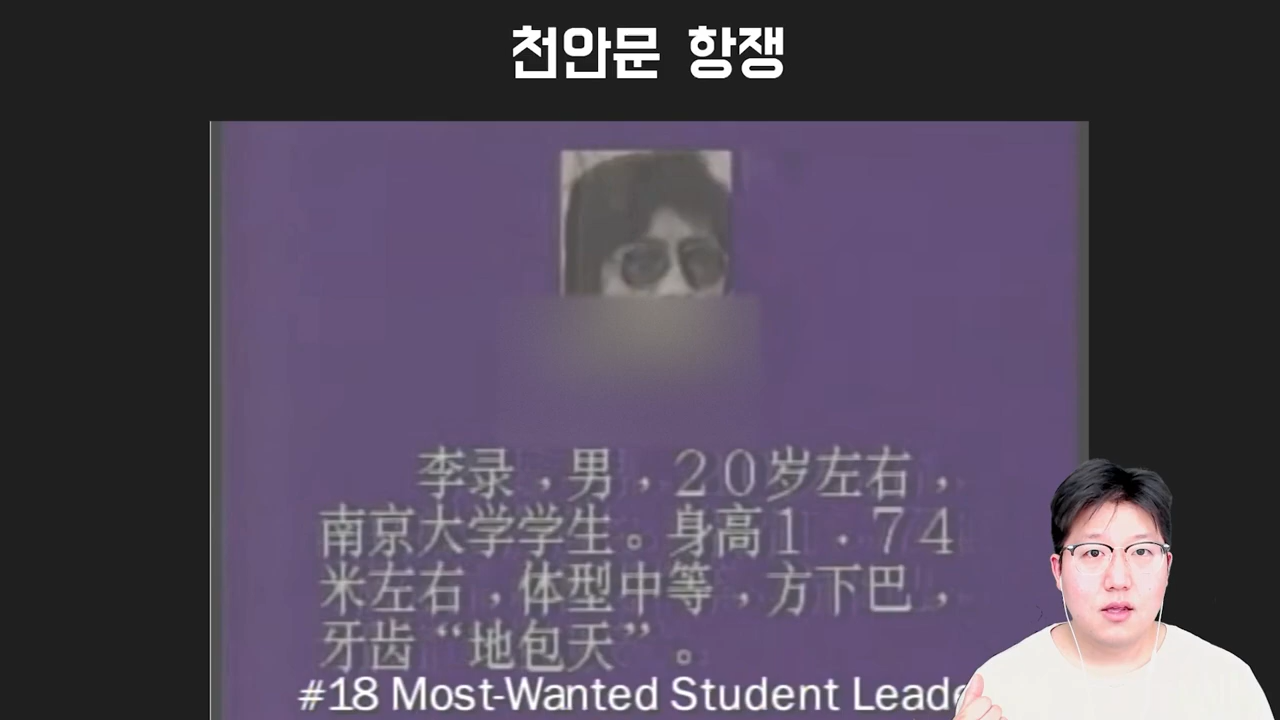 천안문 항쟁
李录，男，20岁左右，
南京大学学生。身高1．74
米左右，体型中等，方下巴，
牙齿“地包天”。
#18 Most-Wanted Student Leade